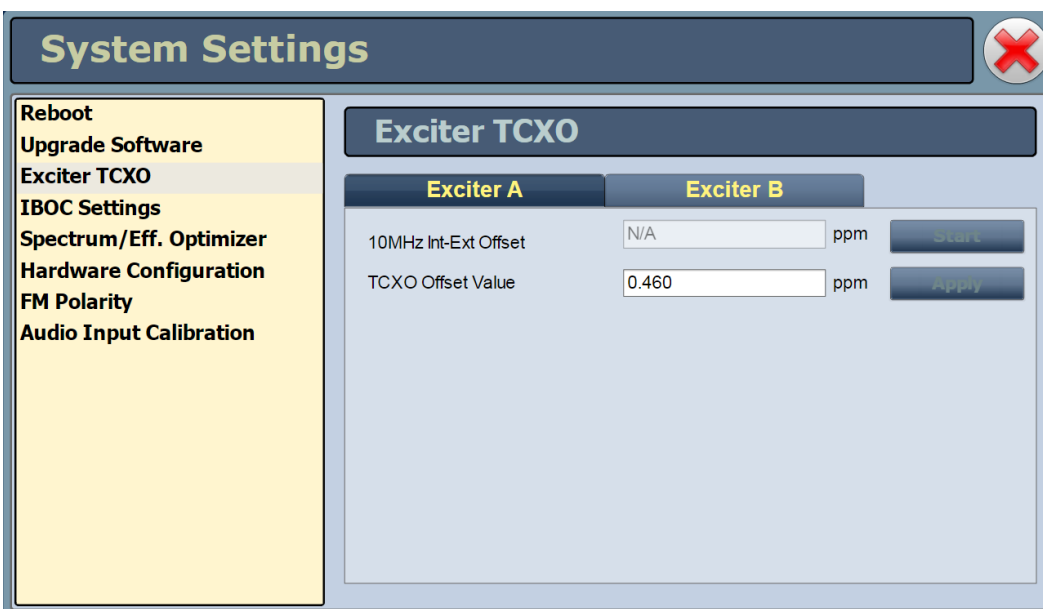 System Settings
Reboot
Upgrade Software
Exciter TCXO
IBOC Settings
Spectrum/Eff. Optimizer
Hardware Configuration
FM Polarity
Audio Input Calibration
Exciter TCXO
Exciter A Exciter B
10MHz Int-Ext Offset N/A ppm Start
TCXO Offset Value 0.460 ppm Apply